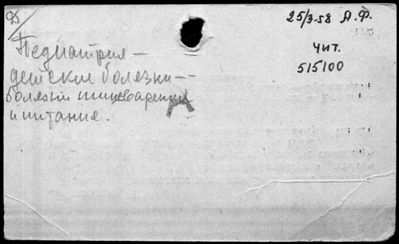 25/3-58 А.Ф.
Чит.
515100
Педиатрия —
детские болезни —
болезни пищеварения
и питание.